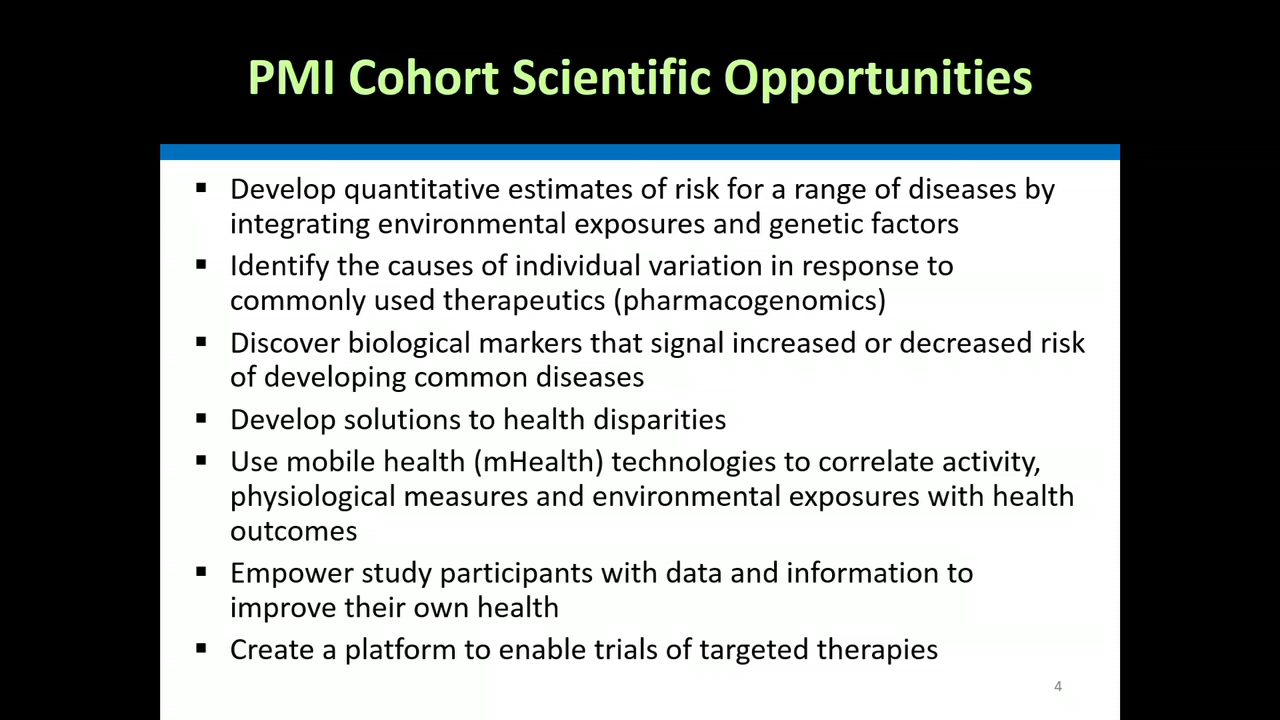 PMI Cohort Scientific Opportunities
▪ Develop quantitative estimates of risk for a range of diseases by
integrating environmental exposures and genetic factors
▪ Identify the causes of individual variation in response to
commonly used therapeutics (pharmacogenomics)
▪ Discover biological markers that signal increased or decreased risk
of developing common diseases
▪ Develop solutions to health disparities
▪ Use mobile health (mHealth) technologies to correlate activity,
physiological measures and environmental exposures with health
outcomes
▪ Empower study participants with data and information to
improve their own health
▪ Create a platform to enable trials of targeted therapies
4